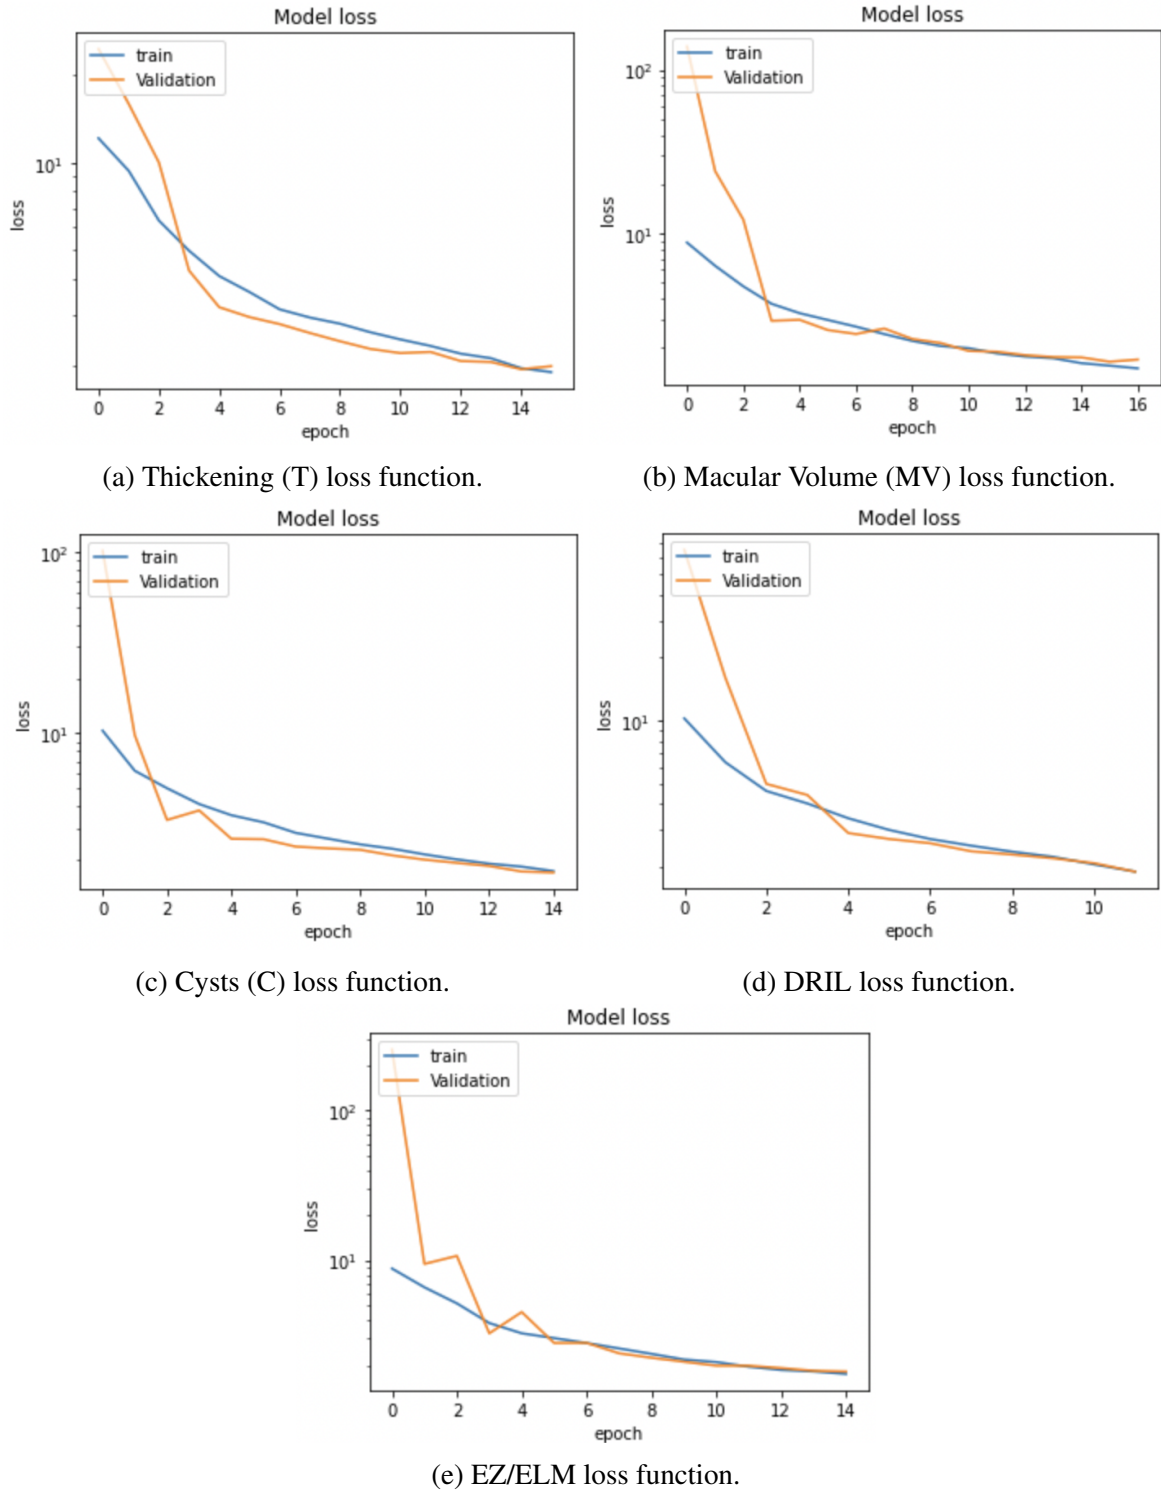 Model loss
train
Validation
10¹
loss
0 2 4 6 8 10 12 14
epoch
(a) Thickening (T) loss function.
Model loss
train
Validation
10²
10¹
loss
0 2 4 6 8 10 12 14 16
epoch
(b) Macular Volume (MV) loss function.
Model loss
train
Validation
10²
10¹
loss
0 2 4 6 8 10 12 14
epoch
(c) Cysts (C) loss function.
Model loss
train
Validation
10¹
loss
0 2 4 6 8 10
epoch
(d) DRIL loss function.
Model loss
train
Validation
10²
10¹
loss
0 2 4 6 8 10 12 14
epoch
(e) EZ/ELM loss function.